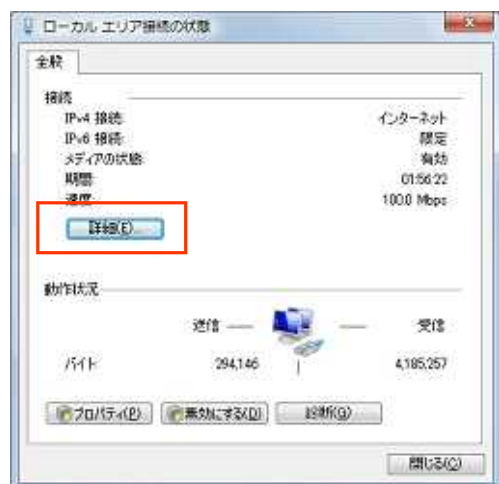 ローカル エリア接続の状態
全般
接続
IPv4 接続: インターネット
IPv6 接続: 限定
メディアの状態: 有効
期間: 01:56:22
速度: 100.0 Mbps
詳細(E)...
動作状況
送信 — — 受信
バイト: 294,146 4,185,257
プロパティ(P) 無効にする(D) 診断(G)
閉じる(C)